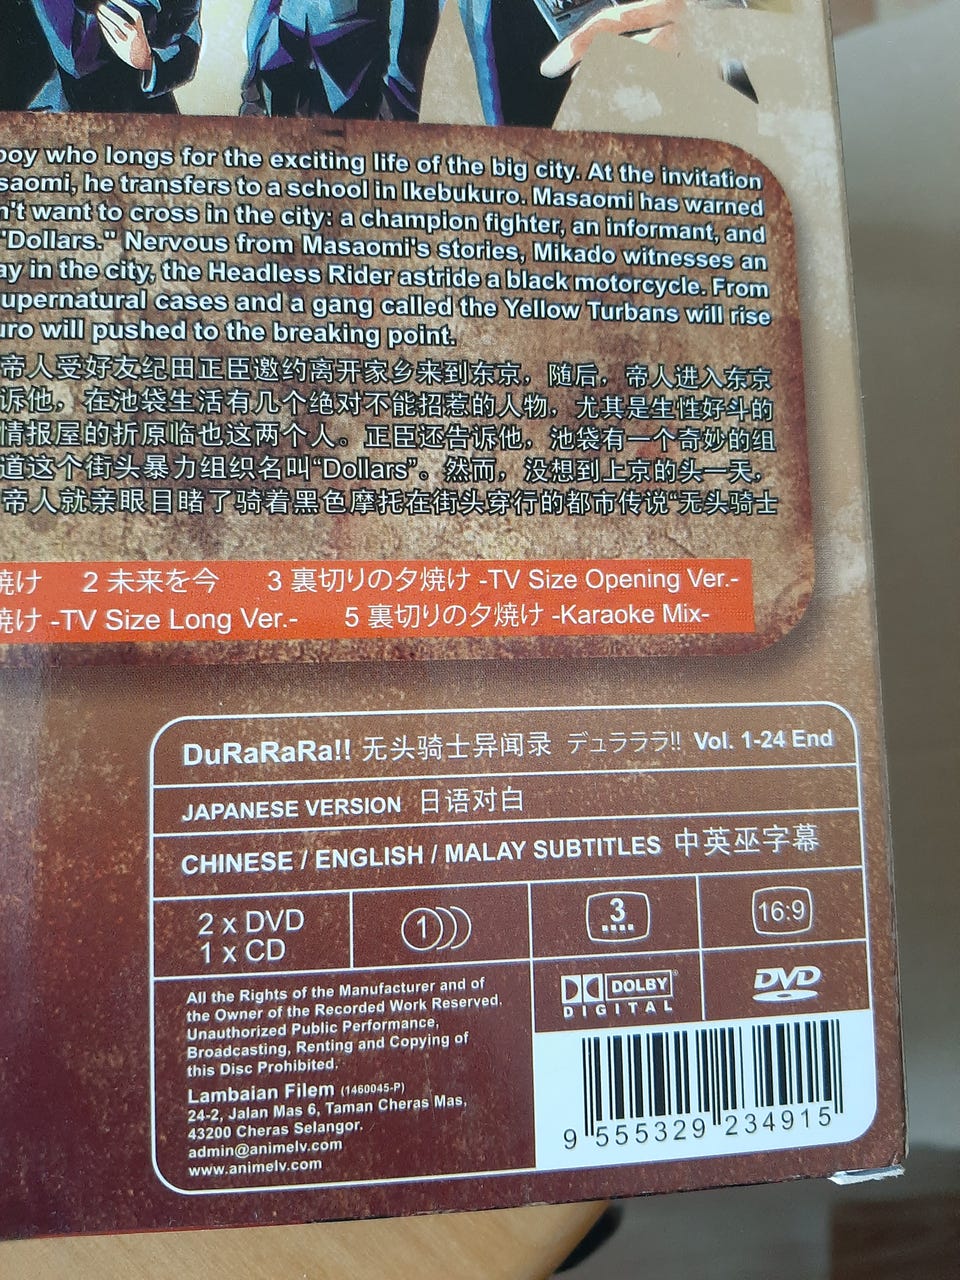 boy who longs for the exciting life of the big city. At the invitation
saomi, he transfers to a school in Ikebukuro. Masaomi has warned
n't want to cross in the city: a champion fighter, an informant, and
"Dollars." Nervous from Masaomi's stories, Mikado witnesses an
ay in the city, the Headless Rider astride a black motorcycle. From
upernatural cases and a gang called the Yellow Turbans will rise
uro will pushed to the breaking point.
帝人受好友纪田正臣邀约离开家乡来到东京，随后，帝人进入东京
诉他，在池袋生活有几个绝对不能招惹的人物，尤其是生性好斗的
情报屋的折原临也这两个人。正臣还告诉他，池袋有一个奇妙的组
道这个街头暴力组织名叫“Dollars”。然而，没想到上京的头一天，
帝人就亲眼目睹了骑着黑色摩托在街头穿行的都市传说“无头骑士
焼け 2 未来を今 3 裏切りの夕焼け -TV Size Opening Ver.-
焼け -TV Size Long Ver.- 5 裏切りの夕焼け -Karaoke Mix-
DuRaRaRa!! 无头骑士异闻录 デュラララ!! Vol. 1-24 End
JAPANESE VERSION 日语对白
CHINESE / ENGLISH / MALAY SUBTITLES 中英巫字幕
2 x DVD
1 x CD
1
3
16:9
All the Rights of the Manufacturer and of
the Owner of the Recorded Work Reserved.
Unauthorized Public Performance,
Broadcasting, Renting and Copying of
this Disc Prohibited.
Lambaian Filem (1460045-P)
24-2, Jalan Mas 6, Taman Cheras Mas,
43200 Cheras Selangor.
admin@animelv.com
www.animelv.com
DOLBY
DIGITAL
DVD
9 555329 234915